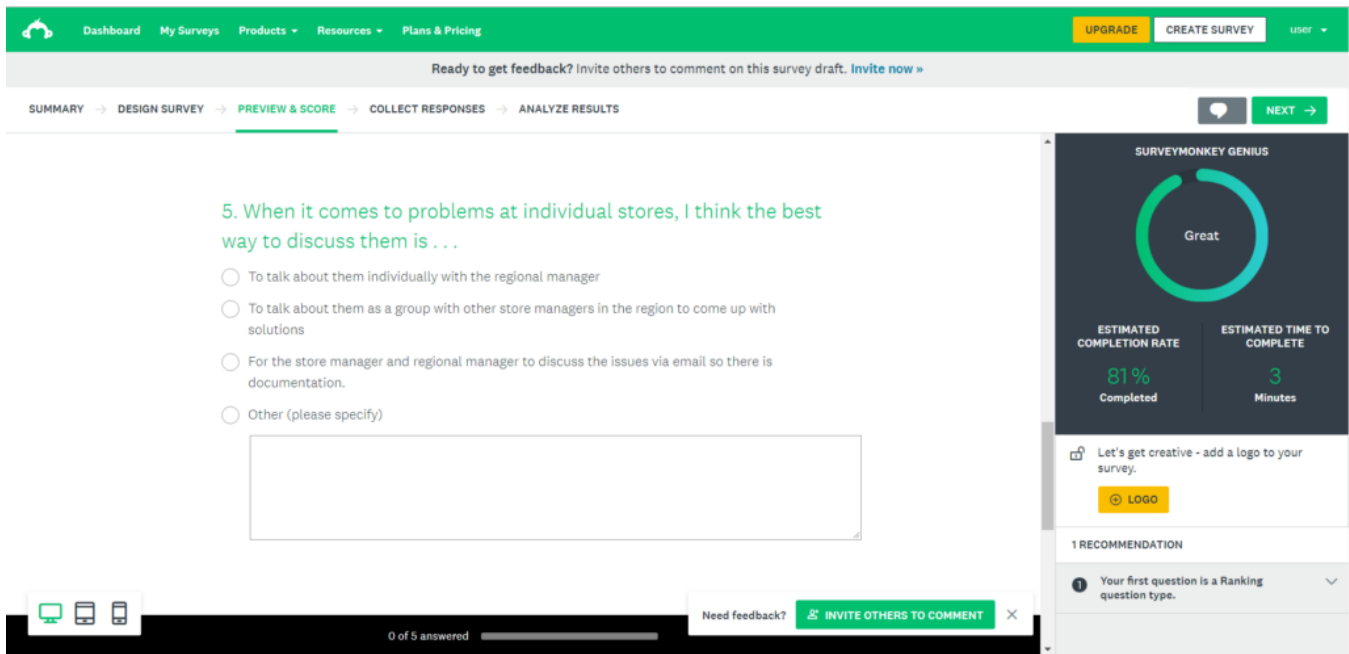 Dashboard My Surveys Products Resources Plans & Pricing UPGRADE CREATE SURVEY user
Ready to get feedback? Invite others to comment on this survey draft. Invite now »
SUMMARY → DESIGN SURVEY → PREVIEW & SCORE → COLLECT RESPONSES → ANALYZE RESULTS NEXT →
5. When it comes to problems at individual stores, I think the best
way to discuss them is . . .
To talk about them individually with the regional manager
To talk about them as a group with other store managers in the region to come up with
solutions
For the store manager and regional manager to discuss the issues via email so there is
documentation.
Other (please specify)
SURVEYMONKEY GENIUS
Great
ESTIMATED
COMPLETION RATE
81%
Completed
ESTIMATED TIME TO
COMPLETE
3
Minutes
Let's get creative - add a logo to your
survey.
LOGO
1 RECOMMENDATION
1 Your first question is a Ranking
question type.
Need feedback? INVITE OTHERS TO COMMENT
0 of 5 answered